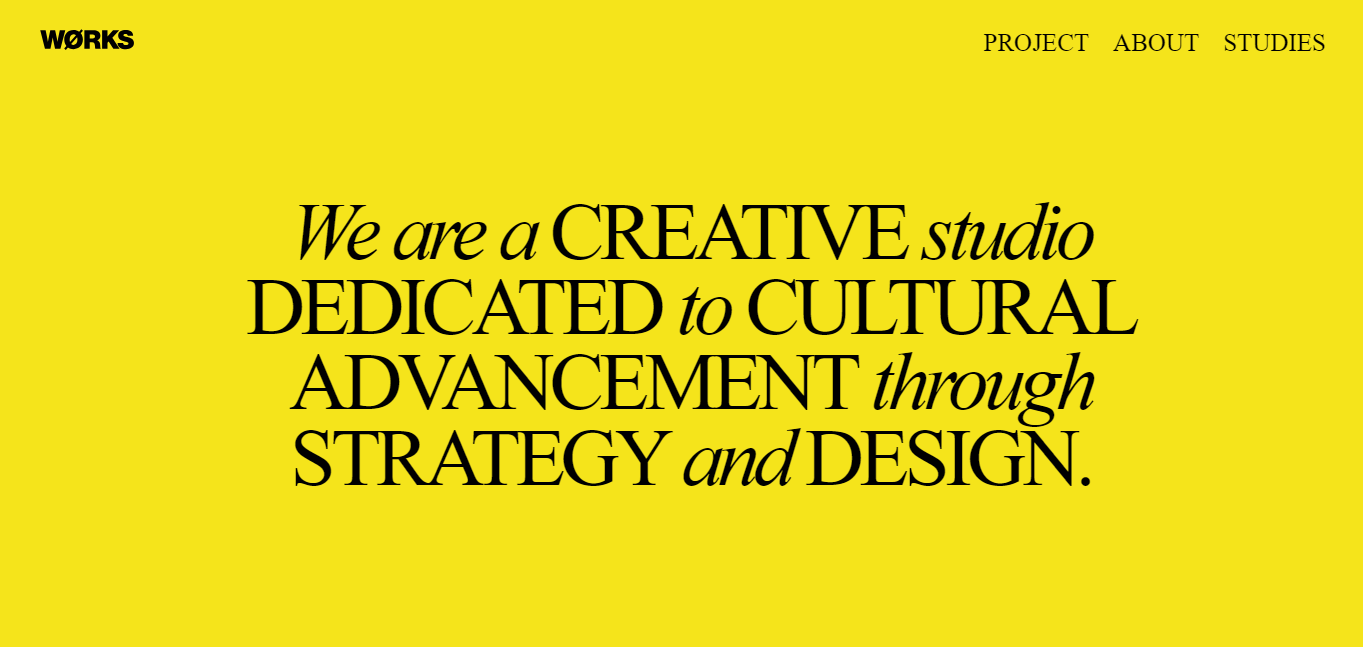 WØRKS
PROJECT ABOUT STUDIES
We are a CREATIVE studio
DEDICATED to CULTURAL
ADVANCEMENT through
STRATEGY and DESIGN.